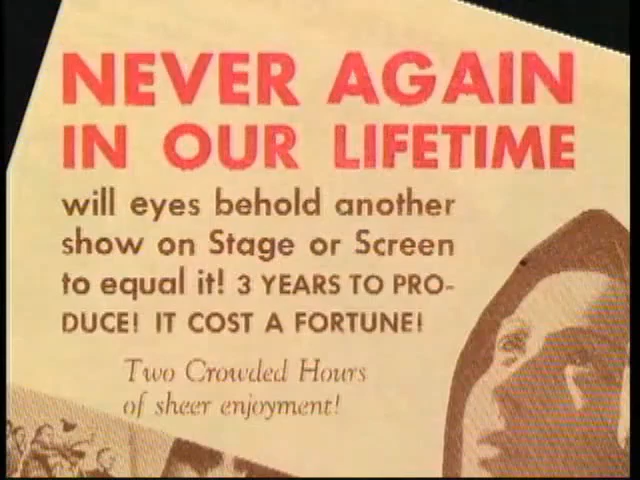 NEVER AGAIN
IN OUR LIFETIME
will eyes behold another
show on Stage or Screen
to equal it! 3 YEARS TO PRO-
DUCE! IT COST A FORTUNE!
Two Crowded Hours
of sheer enjoyment!